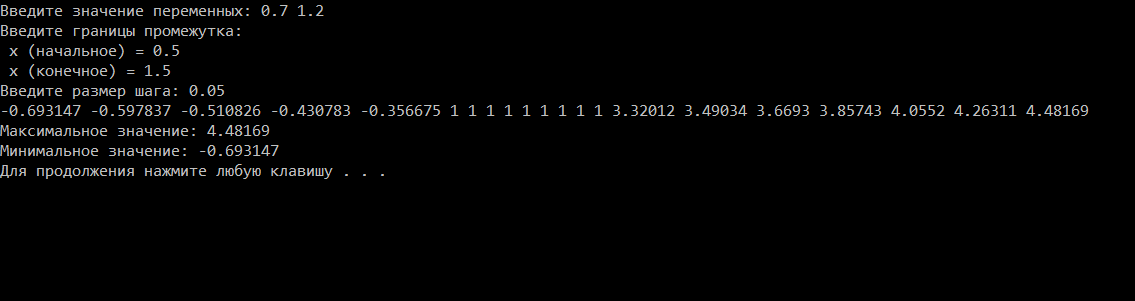 Введите значение переменных: 0.7 1.2
Введите границы промежутка:
 x (начальное) = 0.5
 x (конечное) = 1.5
Введите размер шага: 0.05
-0.693147 -0.597837 -0.510826 -0.430783 -0.356675 1 1 1 1 1 1 1 1 1 3.32012 3.49034 3.6693 3.85743 4.0552 4.26311 4.48169
Максимальное значение: 4.48169
Минимальное значение: -0.693147
Для продолжения нажмите любую клавишу . . .